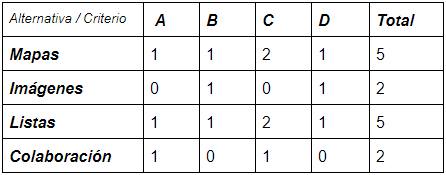 Alternativa / Criterio A B C D Total
Mapas 1 1 2 1 5
Imágenes 0 1 0 1 2
Listas 1 1 2 1 5
Colaboración 1 0 1 0 2